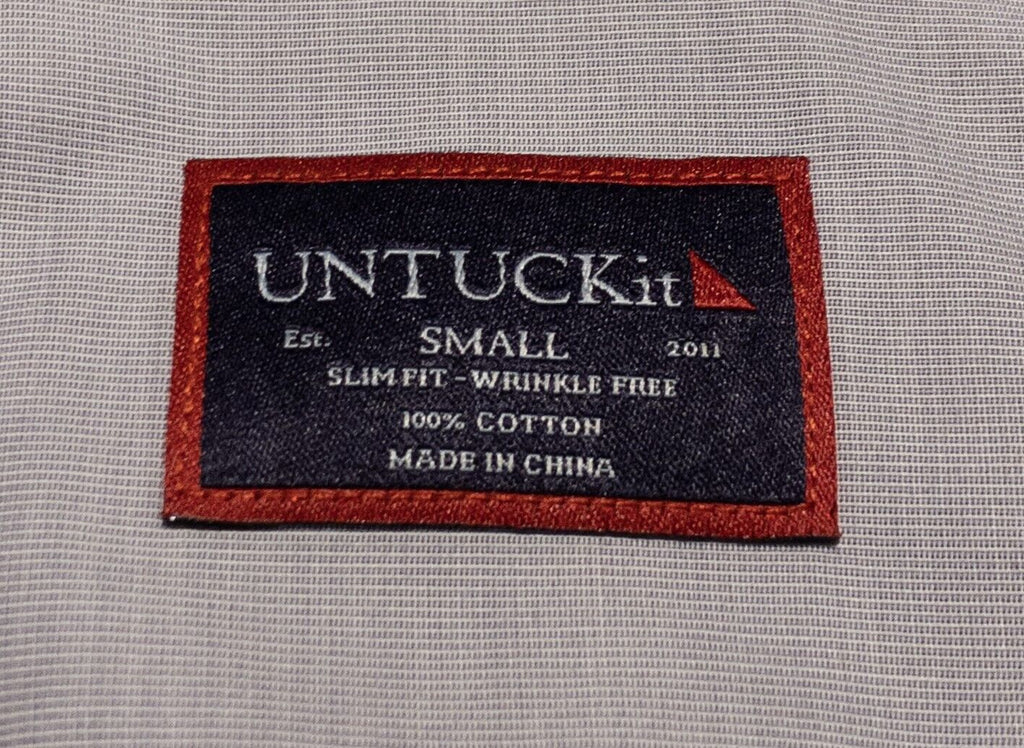 UNTUCKit
Est. SMALL 2011
SLIM FIT - WRINKLE FREE
100% COTTON
MADE IN CHINA